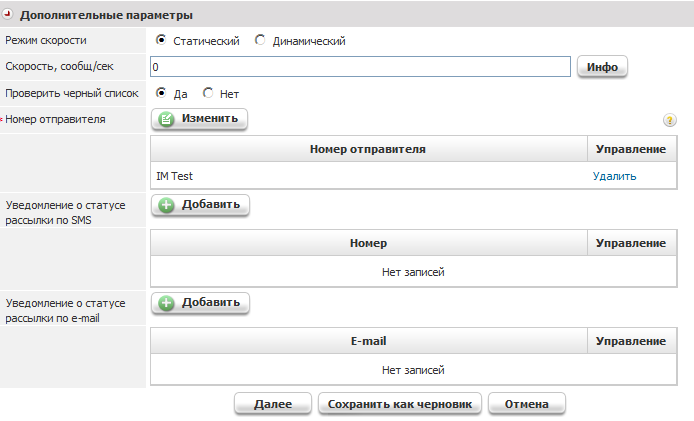 Дополнительные параметры
Режим скорости
Статический Динамический
Скорость, сообщ/сек
0
Инфо
Проверить черный список
Да Нет
* Номер отправителя
Изменить
?
Номер отправителя Управление
IM Test Удалить
Уведомление о статусе
рассылки по SMS
Добавить
Номер Управление
Нет записей
Уведомление о статусе
рассылки по e-mail
Добавить
E-mail Управление
Нет записей
Далее Сохранить как черновик Отмена